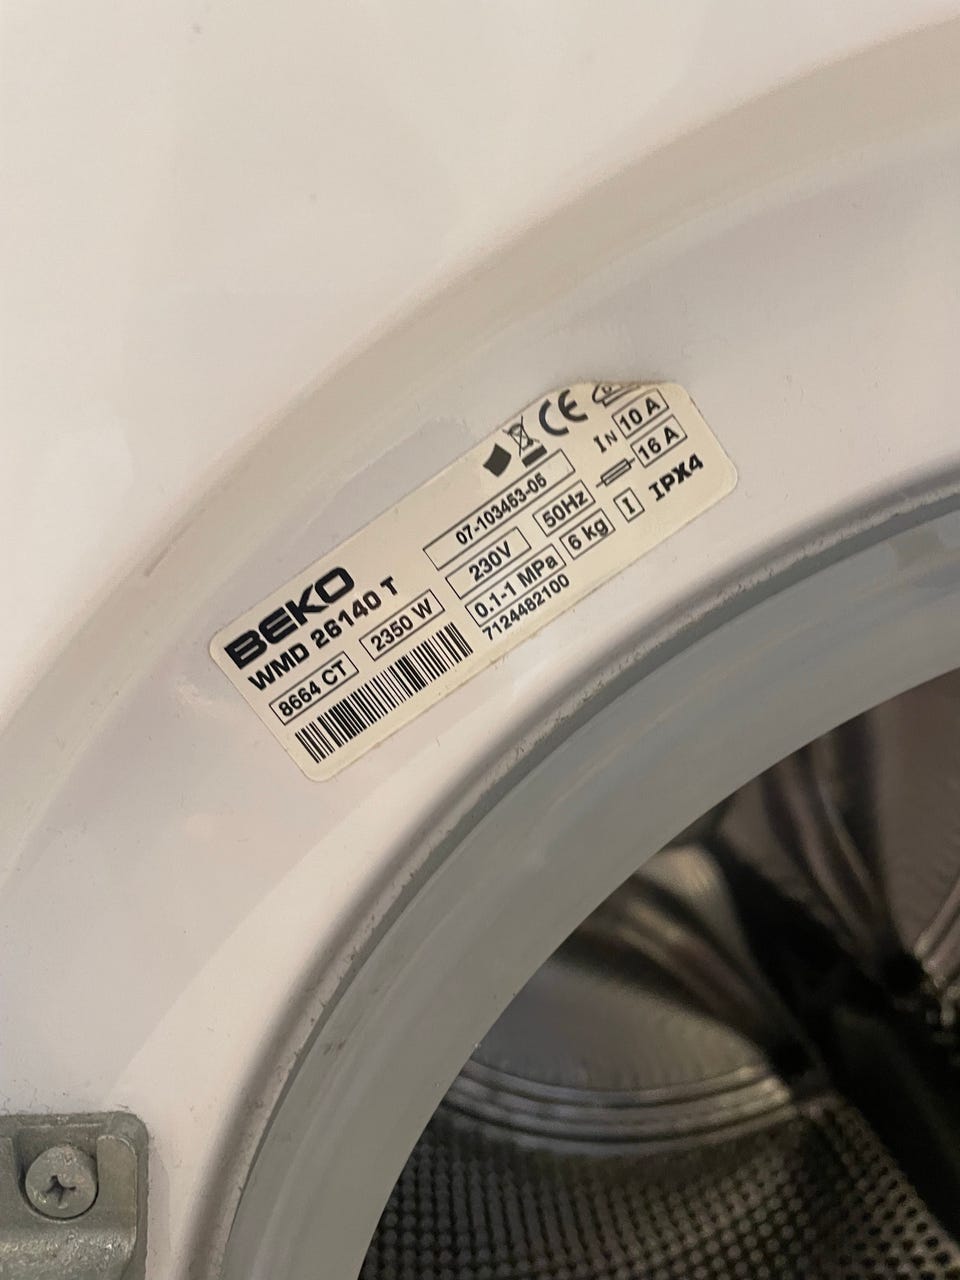 BEKO
WMD 26140 T
8664 CT 2350 W
07-103453-05
230V 50Hz
0.1-1 MPa 6 kg
7124482100
CE
IN 10 A
16 A
I IPX4